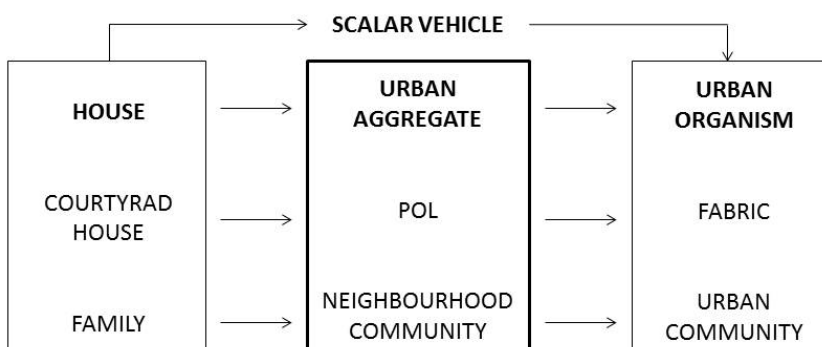 SCALAR VEHICLE
HOUSE
URBAN
AGGREGATE
URBAN
ORGANISM
COURTYRAD
HOUSE
POL
FABRIC
FAMILY
NEIGHBOURHOOD
COMMUNITY
URBAN
COMMUNITY